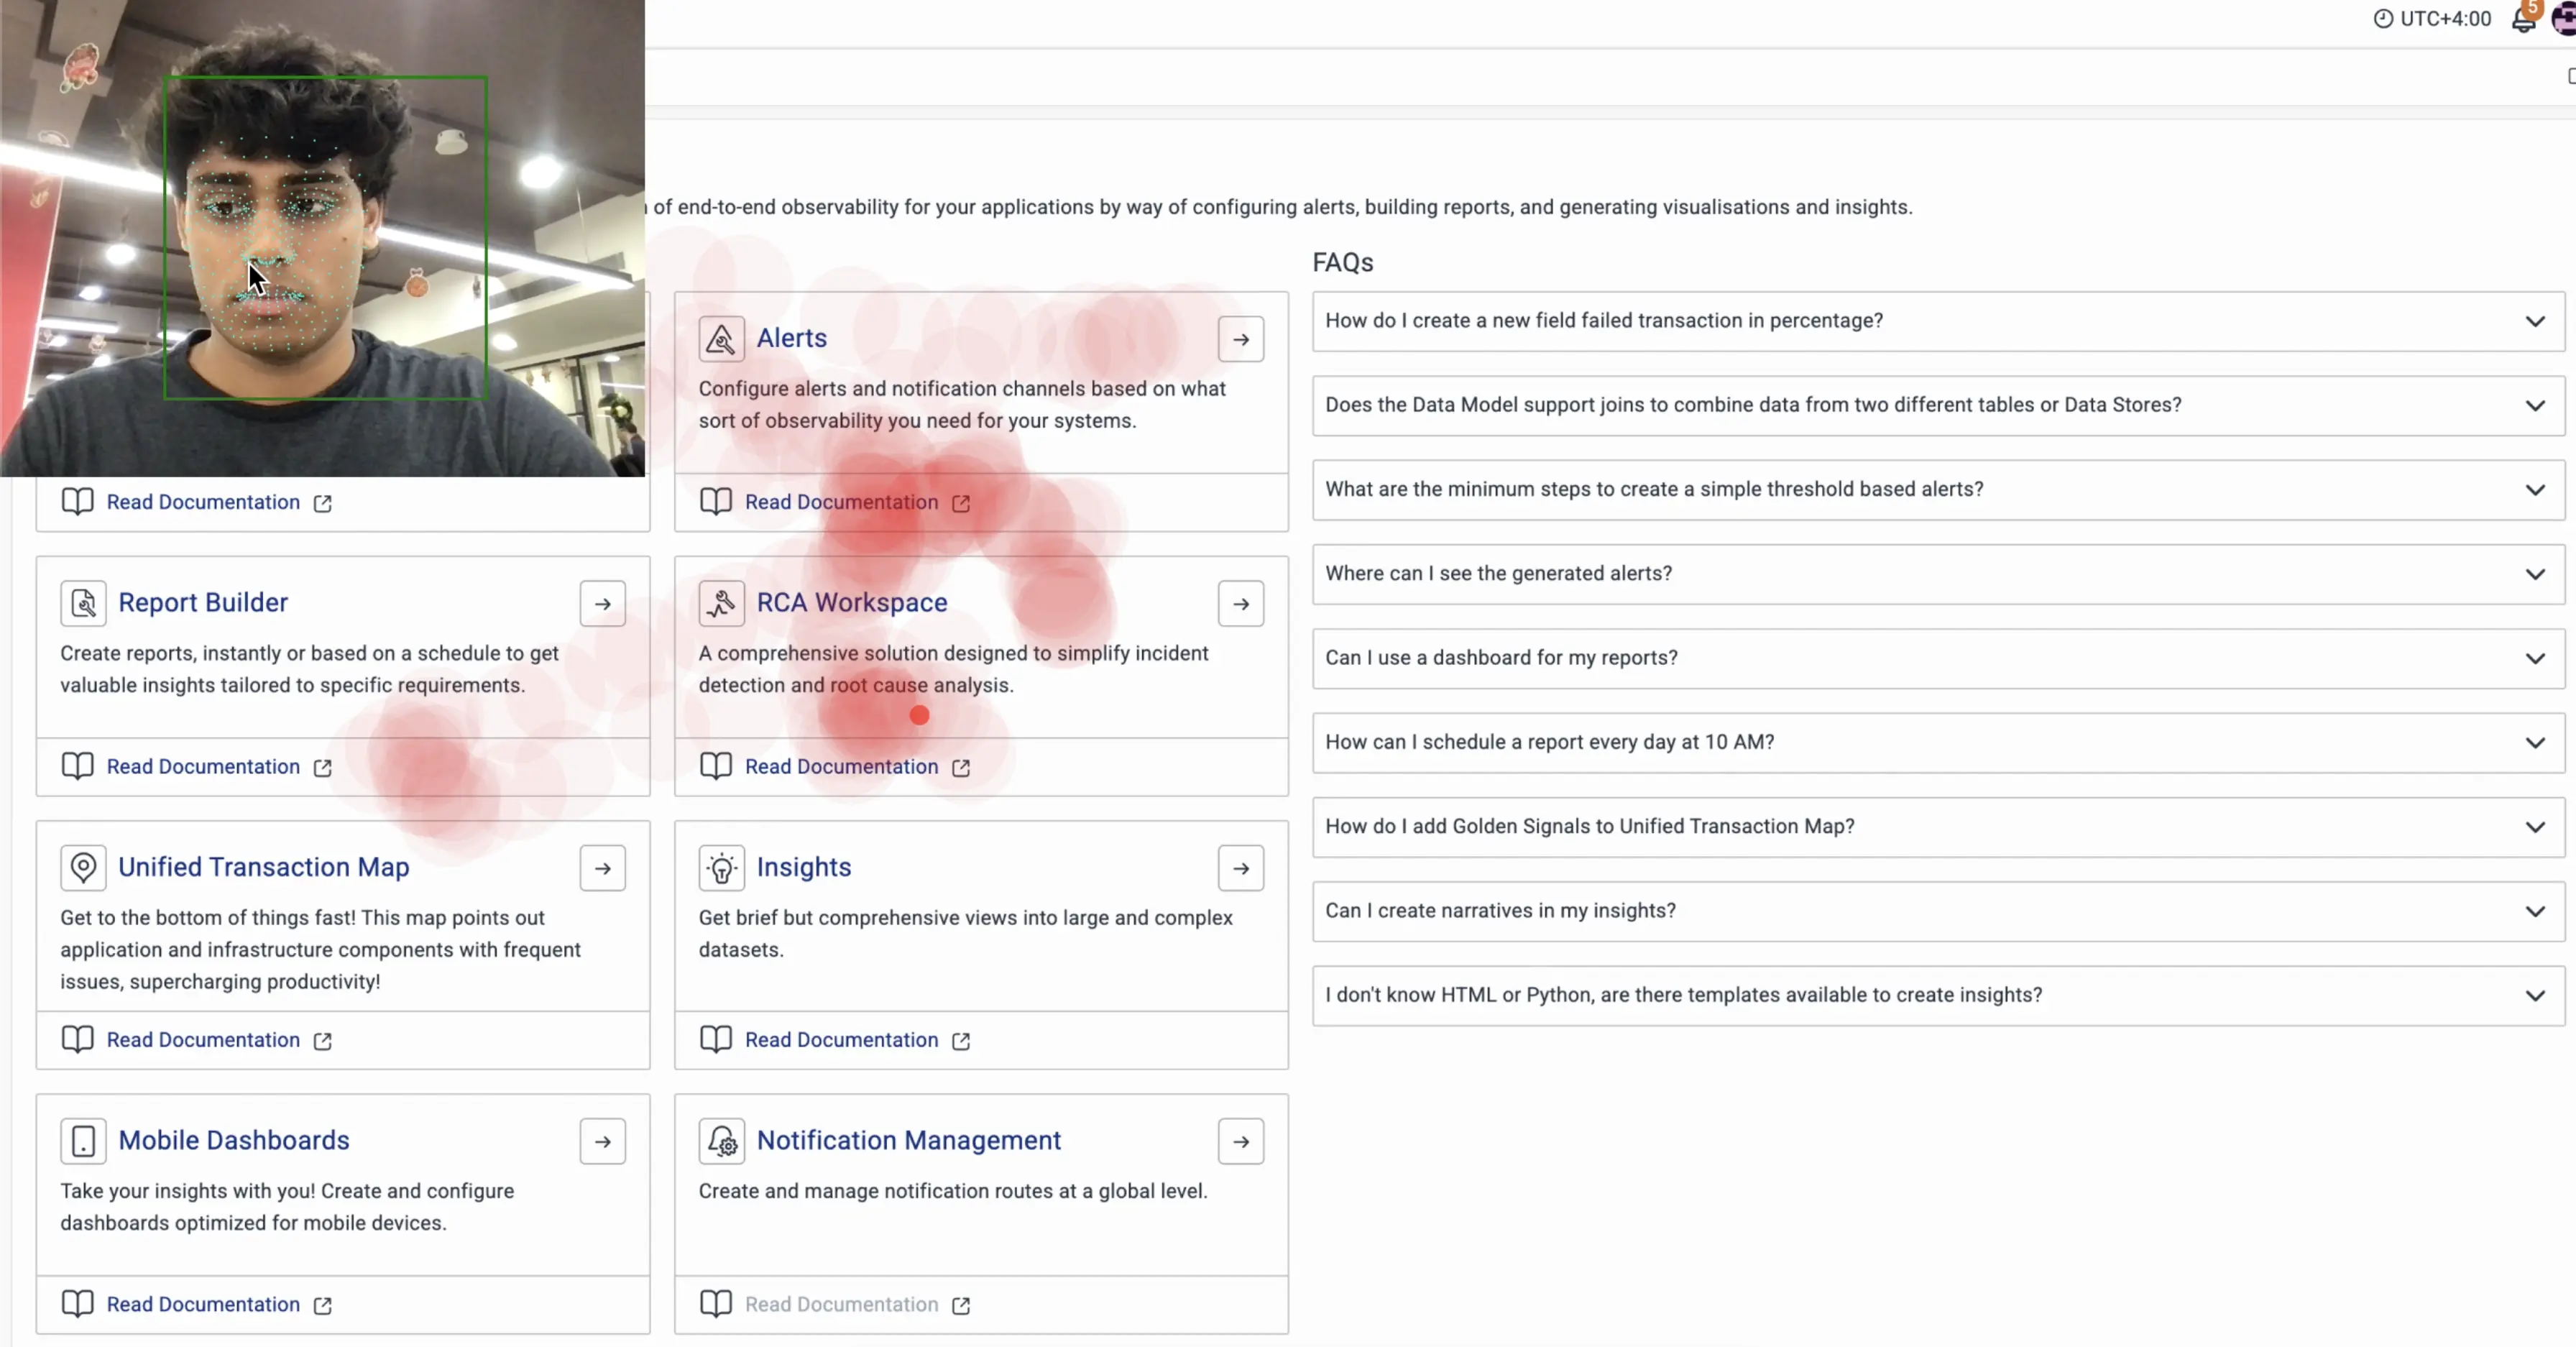 UTC+4:00
5
of end-to-end observability for your applications by way of configuring alerts, building reports, and generating visualisations and insights.
Read Documentation
Alerts
Configure alerts and notification channels based on what
sort of observability you need for your systems.
Read Documentation
Report Builder
Create reports, instantly or based on a schedule to get
valuable insights tailored to specific requirements.
Read Documentation
RCA Workspace
A comprehensive solution designed to simplify incident
detection and root cause analysis.
Read Documentation
Unified Transaction Map
Get to the bottom of things fast! This map points out
application and infrastructure components with frequent
issues, supercharging productivity!
Read Documentation
Insights
Get brief but comprehensive views into large and complex
datasets.
Read Documentation
Mobile Dashboards
Take your insights with you! Create and configure
dashboards optimized for mobile devices.
Read Documentation
Notification Management
Create and manage notification routes at a global level.
Read Documentation
FAQs
How do I create a new field failed transaction in percentage?
Does the Data Model support joins to combine data from two different tables or Data Stores?
What are the minimum steps to create a simple threshold based alerts?
Where can I see the generated alerts?
Can I use a dashboard for my reports?
How can I schedule a report every day at 10 AM?
How do I add Golden Signals to Unified Transaction Map?
Can I create narratives in my insights?
I don't know HTML or Python, are there templates available to create insights?